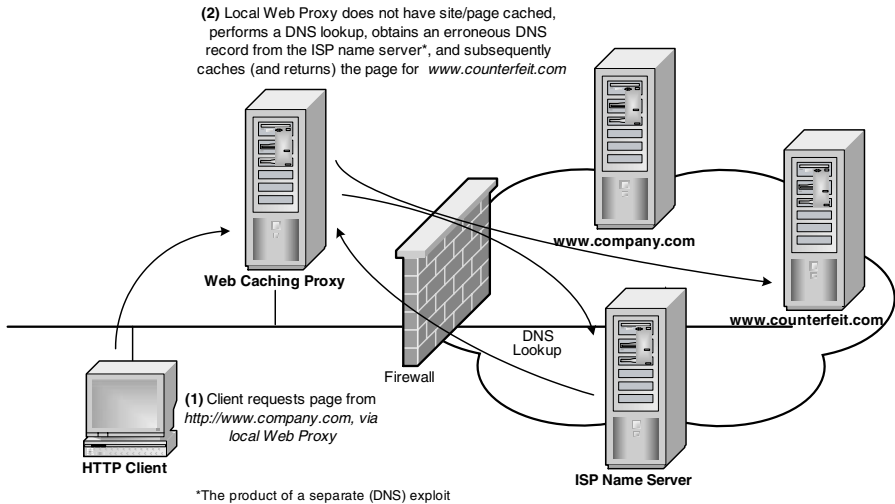 (2) Local Web Proxy does not have site/page cached,
performs a DNS lookup, obtains an erroneous DNS
record from the ISP name server*, and subsequently
caches (and returns) the page for www.counterfeit.com
www.company.com
Web Caching Proxy
www.counterfeit.com
DNS
Lookup
Firewall
(1) Client requests page from
http://www.company.com, via
local Web Proxy
HTTP Client
ISP Name Server
*The product of a separate (DNS) exploit